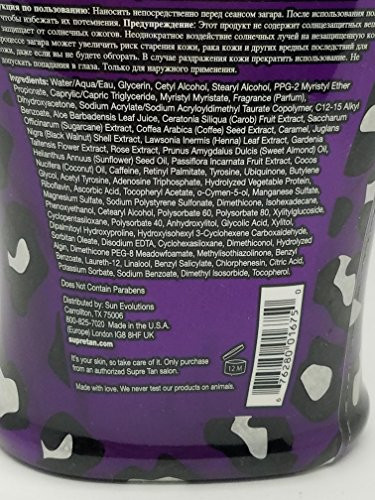 кция по пользованию: Наносить непосредственно перед сеансом загара. После использования по
чтобы избежать их потемнения. Предупреждение: Этот продукт не содержит солнцезащитных веще
защищает от солнечных ожогов. Неоднократное воздействие солнечных лучей на незащищенную ко
цессе загара может увеличить риск старения кожи, рака кожи и других вредных последствий для
кожи, даже если вы не будете обгорать. В случае появления раздражения прекратите использование
попадания в глаза. Только для наружного применения.
Ingredients: Water/Aqua/Eau, Glycerin, Cetyl Alcohol, Stearyl Alcohol, PPG-2 Myristyl Ether
Propionate, Caprylic/Capric Triglyceride, Myristyl Myristate, Fragrance (Parfum),
Dihydroxyacetone, Sodium Acrylate/Sodium Acryloyldimethyl Taurate Copolymer, C12-15 Alkyl
Benzoate, Aloe Barbadensis Leaf Juice, Ceratonia Siliqua (Carob) Fruit Extract, Saccharum
Officinarum (Sugarcane) Extract, Coffea Arabica (Coffee) Seed Extract, Caramel, Juglans
Nigra (Black Walnut) Shell Extract, Lawsonia Inermis (Henna) Leaf Extract, Gardenia
Taitensis Flower Extract, Rose Extract, Prunus Amygdalus Dulcis (Sweet Almond) Oil,
Helianthus Annuus (Sunflower) Seed Oil, Passiflora Incarnata Fruit Extract, Cocos
Nucifera (Coconut) Oil, Caffeine, Retinyl Palmitate, Tyrosine, Ubiquinone, Butylene
Glycol, Acetyl Tyrosine, Adenosine Triphosphate, Hydrolyzed Vegetable Protein,
Riboflavin, Ascorbic Acid, Tocopheryl Acetate, o-Cymen-5-ol, Manganese Sulfate,
Magnesium Sulfate, Sodium Polystyrene Sulfonate, Dimethicone, Isohexadecane,
Phenoxyethanol, Cetearyl Alcohol, Polysorbate 60, Polysorbate 80, Xylitylglucoside,
Cyclopentasiloxane, Polysorbate 40, Anhydroxylitol, Glycolic Acid, Xylitol,
Dipalmitoyl Hydroxyproline, Hydroxyisohexyl 3-Cyclohexene Carboxaldehyde,
Sorbitan Oleate, Disodium EDTA, Cyclohexasiloxane, Dimethiconol, Hydrolyzed
Algin, Dimethicone PEG-8 Meadowfoamate, Methylisothiazolinone, Benzyl
Benzoate, Laureth-12, Linalool, Benzyl Salicylate, Chlorphenesin, Citric Acid,
Potassium Sorbate, Sodium Benzoate, Dimethyl Isosorbide, Tocopherol.
Does Not Contain Parabens
Distributed by: Sun Evolutions
Carrollton, TX 75006
800-825-7020 Made in the U.S.A.
(Europe) London IG8 8HF UK
supretan.com
It's your skin, so take care of it. Only purchase
from an authorized Supre Tan salon.
Made with love. We never test our products on animals.
12 M
6 76280 01675 0